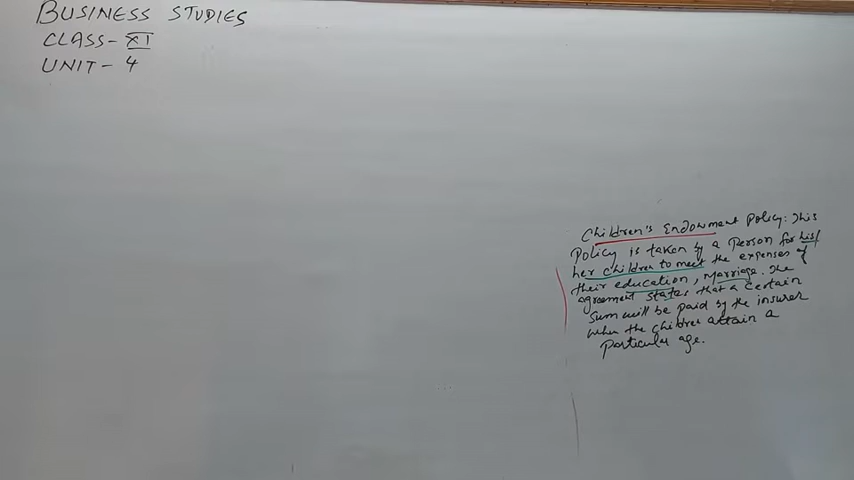 BUSINESS STUDIES
CLASS - XI
UNIT - 4
Children's Endowment Policy: This
Policy is taken by a Person for his/
her children to meet the expenses of
their education, marriage. The
agreement states that a certain
Sum will be paid by the insurer
when the children attain a
Particular age.